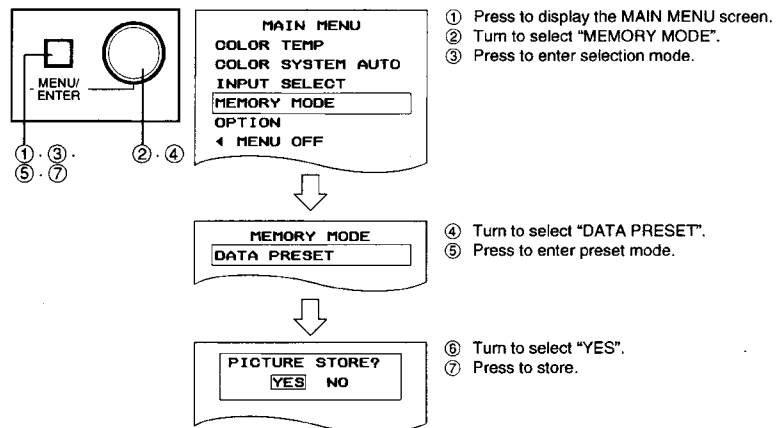 MENU/
ENTER
① · ③ ·
⑤ · ⑦
② · ④
MAIN MENU
COLOR TEMP
COLOR SYSTEM AUTO
INPUT SELECT
MEMORY MODE
OPTION
◀ MENU OFF
① Press to display the MAIN MENU screen.
② Turn to select “MEMORY MODE”.
③ Press to enter selection mode.
MEMORY MODE
DATA PRESET
④ Turn to select “DATA PRESET”.
⑤ Press to enter preset mode.
PICTURE STORE?
YES NO
⑥ Turn to select “YES”.
⑦ Press to store.